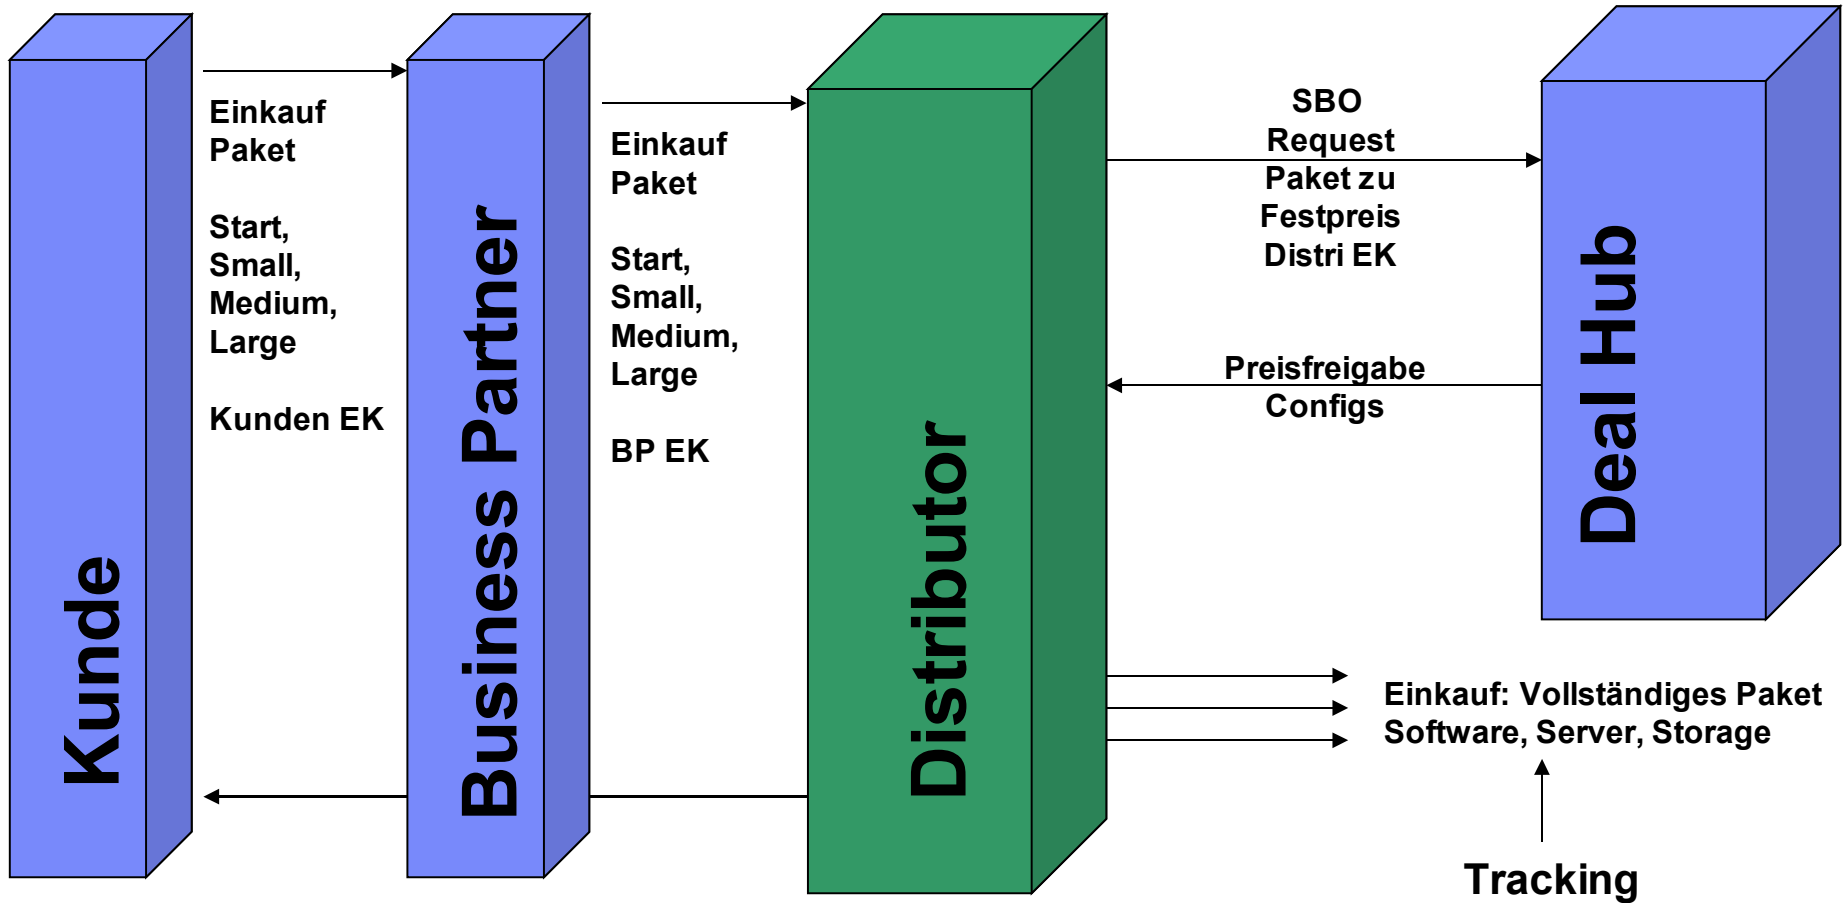 Kunde
Einkauf
Paket
Start,
Small,
Medium,
Large
Kunden EK
Business Partner
Einkauf
Paket
Start,
Small,
Medium,
Large
BP EK
Distributor
SBO
Request
Paket zu
Festpreis
Distri EK
Preisfreigabe
Configs
Deal Hub
Einkauf: Vollständiges Paket
Software, Server, Storage
Tracking